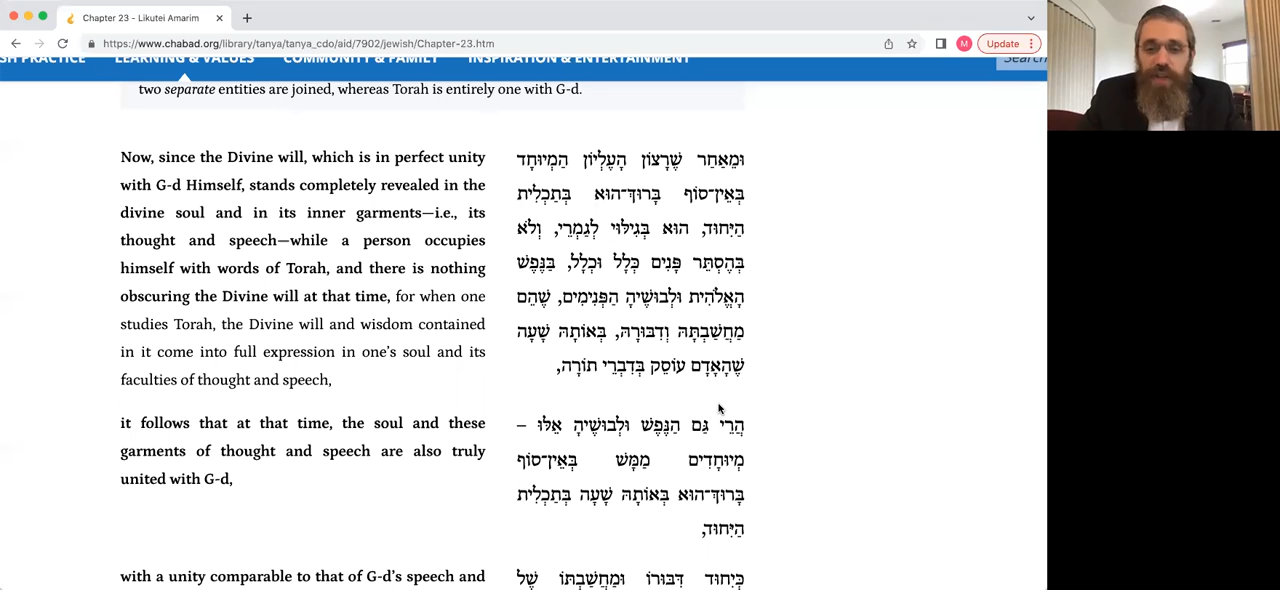 Chapter 23 - Likutei Amarim
https://www.chabad.org/library/tanya/tanya_cdo/aid/7902/jewish/Chapter-23.htm
M
Update
SH PRACTICE
LEARNING & VALUES
COMMUNITY & FAMILY
INSPIRATION & ENTERTAINMENT
Search
two separate entities are joined, whereas Torah is entirely one with G-d.
Now, since the Divine will, which is in perfect unity
with G-d Himself, stands completely revealed in the
divine soul and in its inner garments—i.e., its
thought and speech—while a person occupies
himself with words of Torah, and there is nothing
obscuring the Divine will at that time, for when one
studies Torah, the Divine will and wisdom contained
in it come into full expression in one's soul and its
faculties of thought and speech,
וּמֵאַחַר שֶׁרָצוֹן הָעֶלְיוֹן הַמְיוּחָד
בְּאֵין־סוֹף בָּרוּךְ־הוּא בְּתַכְלִית
הַיִּחוּד, הוּא בְּגִילּוּי לְגַמְרֵי, וְלֹא
בְּהֶסְתֵּר פָּנִים כְּלָל וּכְלָל, בַּנֶּפֶשׁ
הָאֱלֹהִית וּלְבוּשֶׁיהָ הַפְּנִימִים, שֶׁהֵם
מַחֲשַׁבְתָּהּ וְדִבּוּרָהּ, בְּאוֹתָהּ שָׁעָה
שֶׁהָאָדָם עוֹסֵק בְּדִבְרֵי תוֹרָה,
it follows that at that time, the soul and these
garments of thought and speech are also truly
united with G-d,
הֲרֵי גַּם הַנֶּפֶשׁ וּלְבוּשֶׁיהָ אֵלּוּ –
מְיוּחָדִים מַמָּשׁ בְּאֵין־סוֹף
בָּרוּךְ־הוּא בְּאוֹתָהּ שָׁעָה בְּתַכְלִית
הַיִּחוּד,
with a unity comparable to that of G-d's speech and
כְּיִחוּד דִּבּוּרוֹ וּמַחֲשַׁבְתּוֹ שֶׁל